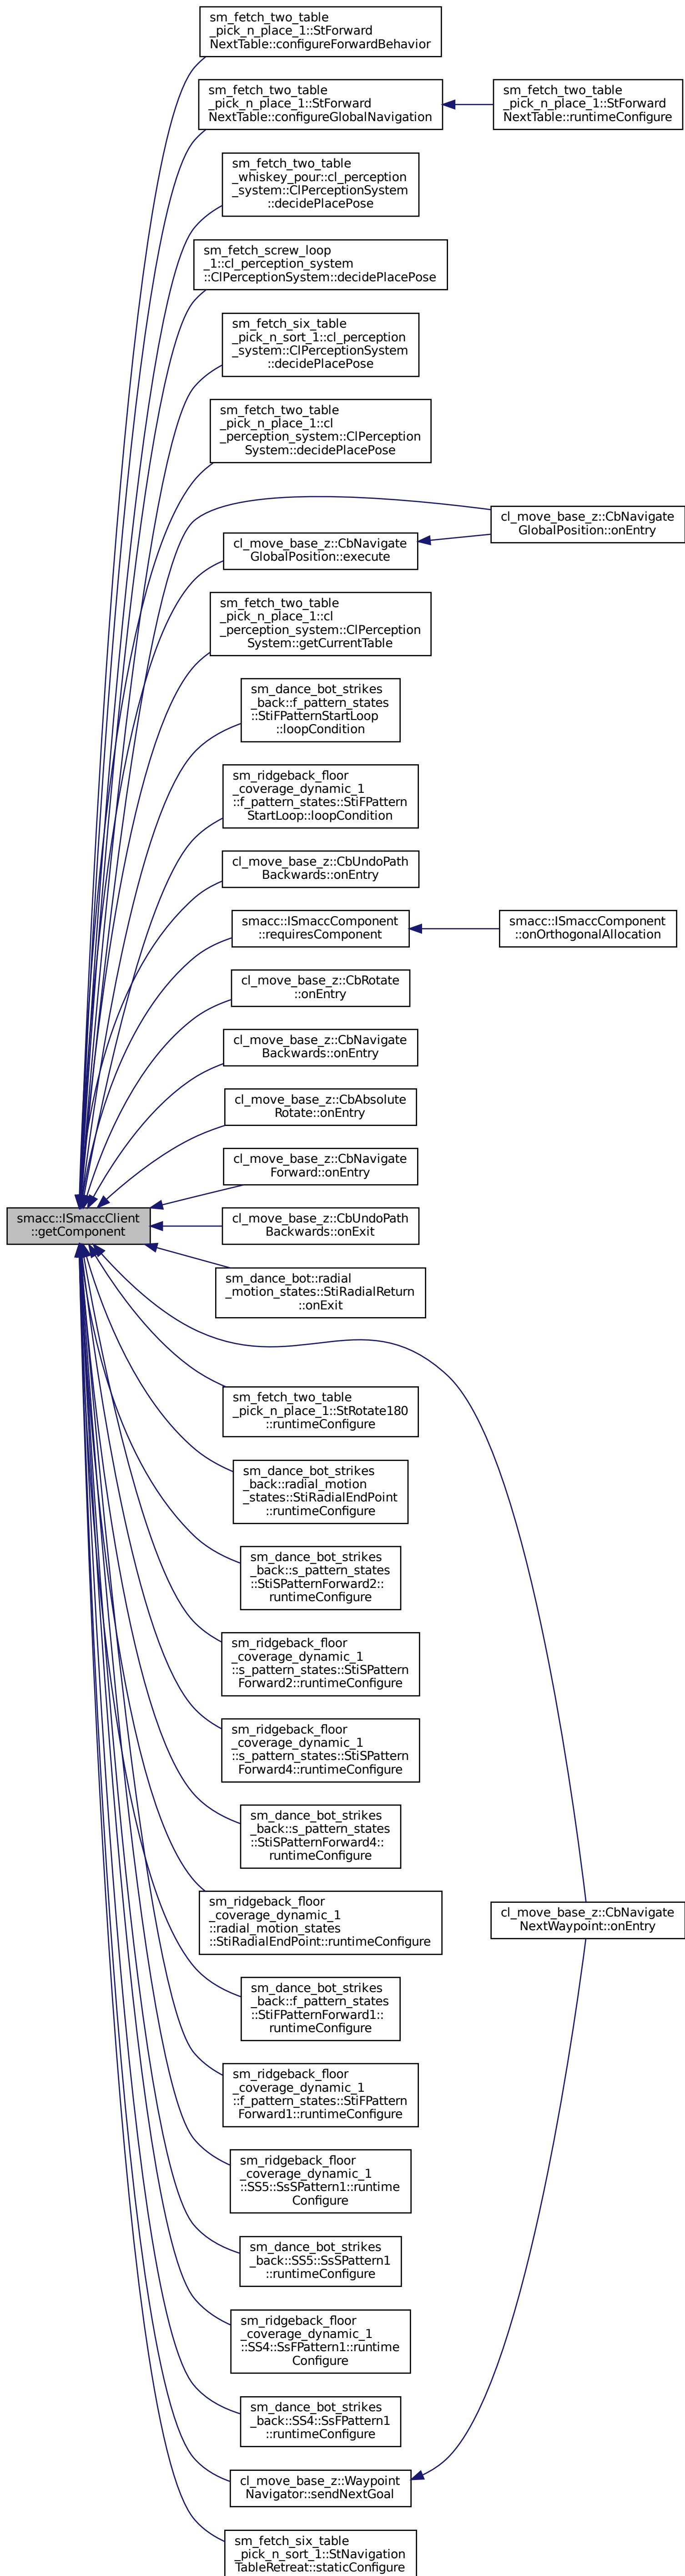 sm_fetch_two_table
_pick_n_place_1::StForward
NextTable::configureForwardBehavior
sm_fetch_two_table
_pick_n_place_1::StForward
NextTable::configureGlobalNavigation
sm_fetch_two_table
_pick_n_place_1::StForward
NextTable::runtimeConfigure
sm_fetch_two_table
_whiskey_pour::cl_perception
_system::ClPerceptionSystem
::decidePlacePose
sm_fetch_screw_loop
_1::cl_perception_system
::ClPerceptionSystem::decidePlacePose
sm_fetch_six_table
_pick_n_sort_1::cl_perception
_system::ClPerceptionSystem
::decidePlacePose
sm_fetch_two_table
_pick_n_place_1::cl
_perception_system::ClPerception
System::decidePlacePose
cl_move_base_z::CbNavigate
GlobalPosition::onEntry
cl_move_base_z::CbNavigate
GlobalPosition::execute
sm_fetch_two_table
_pick_n_place_1::cl
_perception_system::ClPerception
System::getCurrentTable
sm_dance_bot_strikes
_back::f_pattern_states
::StiFPatternStartLoop
::loopCondition
sm_ridgeback_floor
_coverage_dynamic_1
::f_pattern_states::StiFPattern
StartLoop::loopCondition
cl_move_base_z::CbUndoPath
Backwards::onEntry
smacc::ISmaccComponent
::requiresComponent
smacc::ISmaccComponent
::onOrthogonalAllocation
cl_move_base_z::CbRotate
::onEntry
cl_move_base_z::CbNavigate
Backwards::onEntry
cl_move_base_z::CbAbsolute
Rotate::onEntry
cl_move_base_z::CbNavigate
Forward::onEntry
smacc::ISmaccClient
::getComponent
cl_move_base_z::CbUndoPath
Backwards::onExit
sm_dance_bot::radial
_motion_states::StiRadialReturn
::onExit
sm_fetch_two_table
_pick_n_place_1::StRotate180
::runtimeConfigure
sm_dance_bot_strikes
_back::radial_motion
_states::StiRadialEndPoint
::runtimeConfigure
sm_dance_bot_strikes
_back::s_pattern_states
::StiSPatternForward2::
runtimeConfigure
sm_ridgeback_floor
_coverage_dynamic_1
::s_pattern_states::StiSPattern
Forward2::runtimeConfigure
sm_ridgeback_floor
_coverage_dynamic_1
::s_pattern_states::StiSPattern
Forward4::runtimeConfigure
sm_dance_bot_strikes
_back::s_pattern_states
::StiSPatternForward4::
runtimeConfigure
sm_ridgeback_floor
_coverage_dynamic_1
::radial_motion_states
::StiRadialEndPoint::runtimeConfigure
cl_move_base_z::CbNavigate
NextWaypoint::onEntry
sm_dance_bot_strikes
_back::f_pattern_states
::StiFPatternForward1::
runtimeConfigure
sm_ridgeback_floor
_coverage_dynamic_1
::f_pattern_states::StiFPattern
Forward1::runtimeConfigure
sm_ridgeback_floor
_coverage_dynamic_1
::SS5::SsSPattern1::runtime
Configure
sm_dance_bot_strikes
_back::SS5::SsSPattern1
::runtimeConfigure
sm_ridgeback_floor
_coverage_dynamic_1
::SS4::SsFPattern1::runtime
Configure
sm_dance_bot_strikes
_back::SS4::SsFPattern1
::runtimeConfigure
cl_move_base_z::Waypoint
Navigator::sendNextGoal
sm_fetch_six_table
_pick_n_sort_1::StNavigation
TableRetreat::staticConfigure